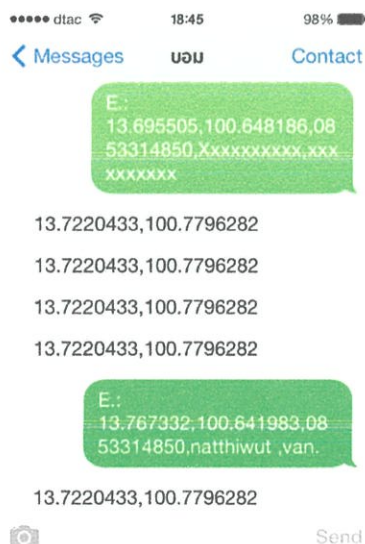 dtac 18:45 98%
Messages บอม Contact
E.:
13.695505,100.648186,08
53314850,Xxxxxxxxxx,xxx
xxxxxxx
13.7220433,100.7796282
13.7220433,100.7796282
13.7220433,100.7796282
13.7220433,100.7796282
E.:
13.767332,100.641983,08
53314850,natthiwut ,van.
13.7220433,100.7796282
Send